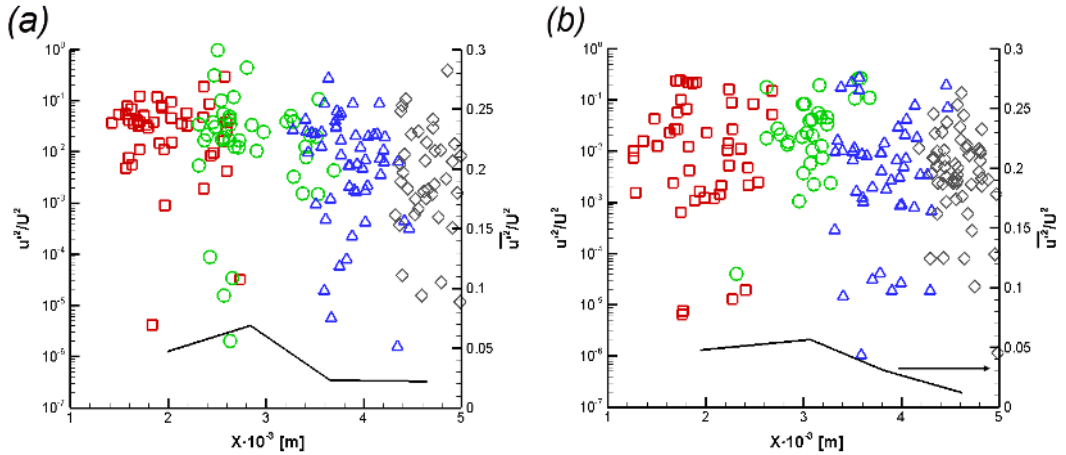 (a) (b)
10⁰ 0.3 10⁰ 0.3
10⁻¹ 0.25 10⁻¹ 0.25
10⁻² 0.2 10⁻² 0.2
10⁻³ 0.15 10⁻³ 0.15
10⁻⁴ 0.1 10⁻⁴ 0.1
10⁻⁵ 0.05 10⁻⁵ 0.05
10⁻⁶ 10⁻⁶
10⁻⁷ 0 10⁻⁷ 0
u'²/U² u'²/U² u'²/U² u'²/U²
1 2 3 4 5 1 2 3 4 5
X·10⁻³ [m] X·10⁻³ [m]